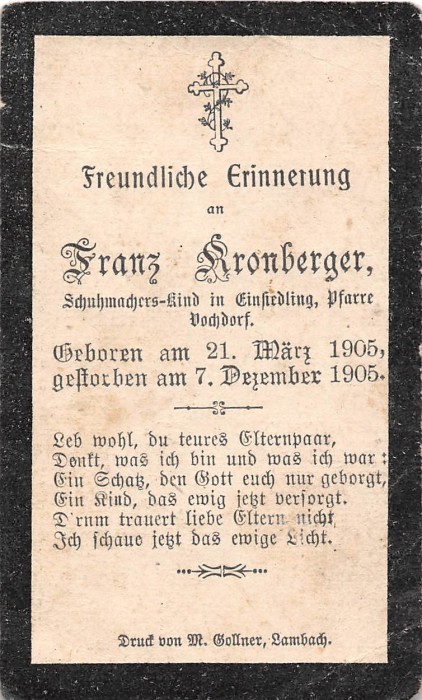 Freundliche Erinnerung
an
Franz Kronberger,
Schuhmachers-Kind in Einsiedling, Pfarre
Vochdorf.
Geboren am 21. März 1905,
gestorben am 7. Dezember 1905.
Leb wohl, du teures Elternpaar,
Denkt, was ich bin und was ich war:
Ein Schatz, den Gott euch nur geborgt,
Ein Kind, das ewig jetzt versorgt.
D'rum trauert liebe Eltern nicht,
Ich schaue jetzt das ewige Licht.
Druck von M. Gollner, Lambach.